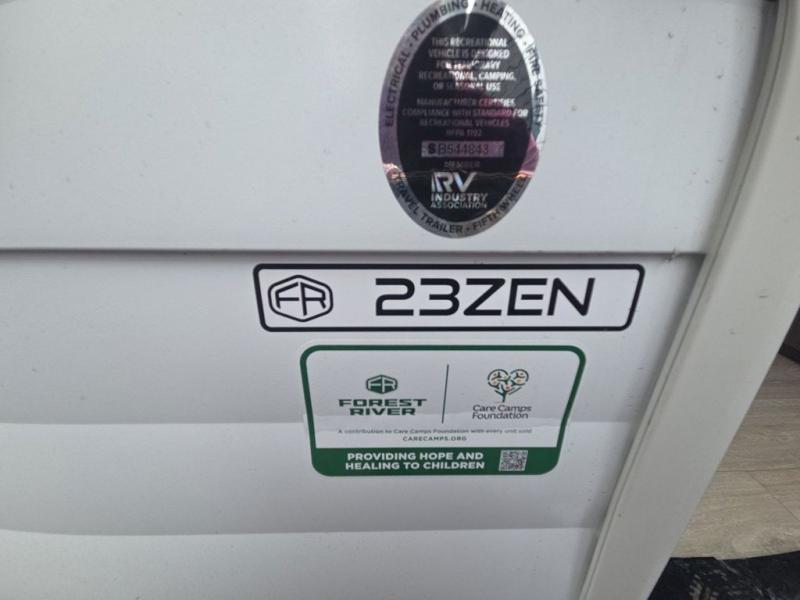 ELECTRICAL • PLUMBING • HEATING • FIRE SAFETY
THIS RECREATIONAL
VEHICLE IS DESIGNED
FOR TEMPORARY
RECREATIONAL, CAMPING,
OR SEASONAL USE
MANUFACTURER CERTIFIES
COMPLIANCE WITH STANDARD FOR
RECREATIONAL VEHICLES
NFPA 1192
MEMBER
RV
INDUSTRY
ASSOCIATION
TRAVEL TRAILER • FIFTH WHEEL
FR 23ZEN
FR
FOREST
RIVER
Care Camps
Foundation
A contribution to Care Camps Foundation with every unit sold
CARECAMPS.ORG
PROVIDING HOPE AND
HEALING TO CHILDREN